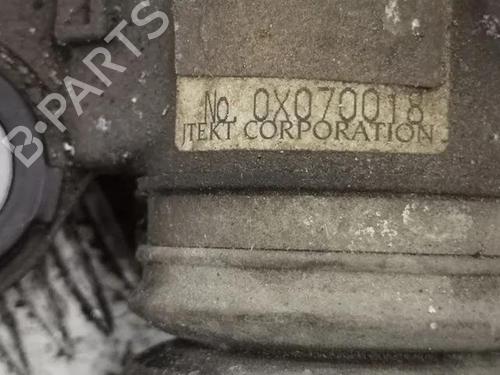 No. 0X070018
JTEKT CORPORATION
B-PARTS